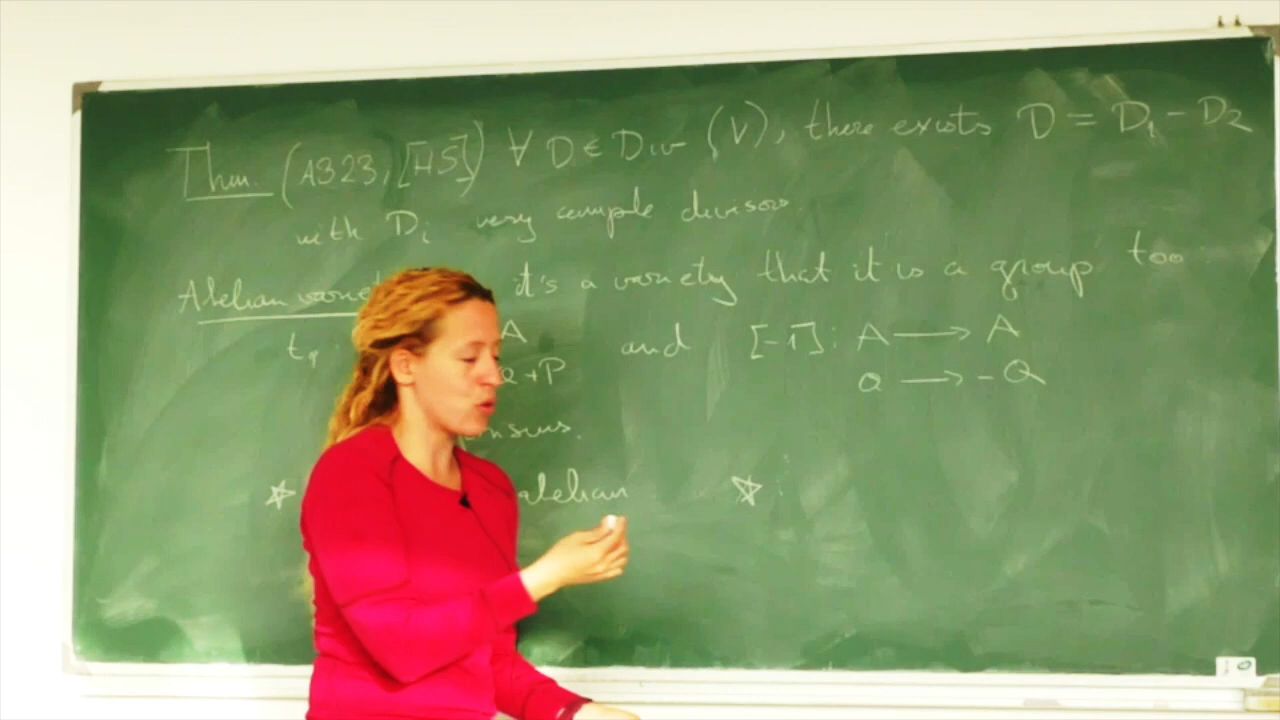 Thm. (A323, [HS]) ∀ D ∈ Div (V), there exists D = D₁ - D₂
with Dᵢ very ample divisors
Abelian it's a variety that it is a group too
A and [-1]: A → A
Q + P Q → - Q
☆ abelian ☆ :